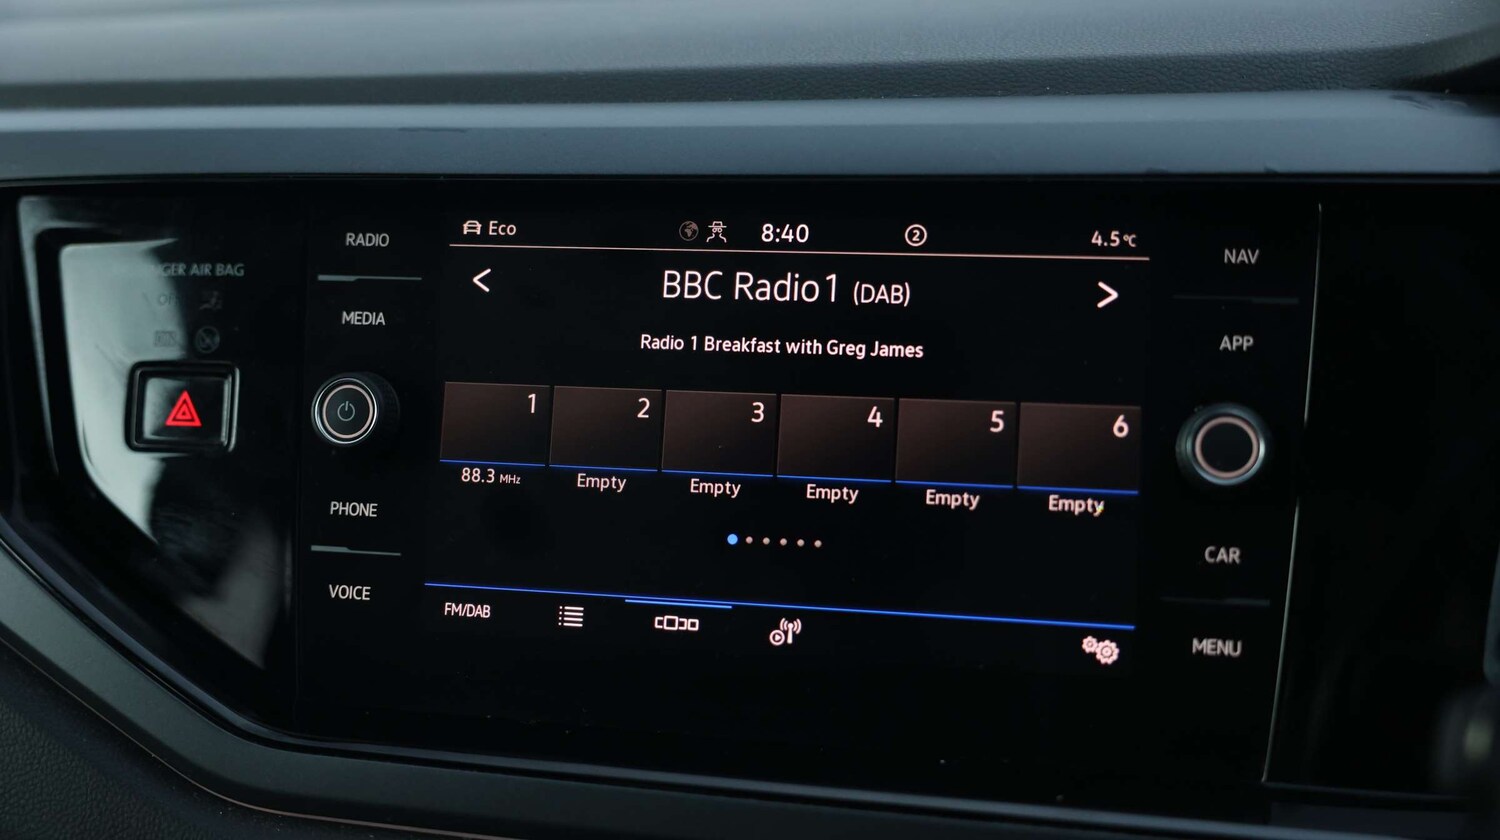 RADIO
MEDIA
PHONE
VOICE
AIR BAG
Eco
8:40
2
4.5°C
< BBC Radio 1 (DAB) >
Radio 1 Breakfast with Greg James
1 2 3 4 5 6
88.3 MHz Empty Empty Empty Empty Empty
FM/DAB
NAV
APP
CAR
MENU